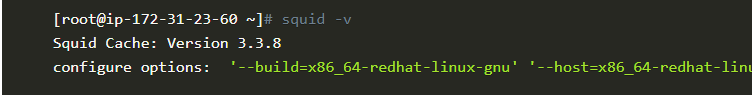 [root@ip-172-31-23-60 ~]# squid -v
Squid Cache: Version 3.3.8
configure options:  '--build=x86_64-redhat-linux-gnu' '--host=x86_64-redhat-linu